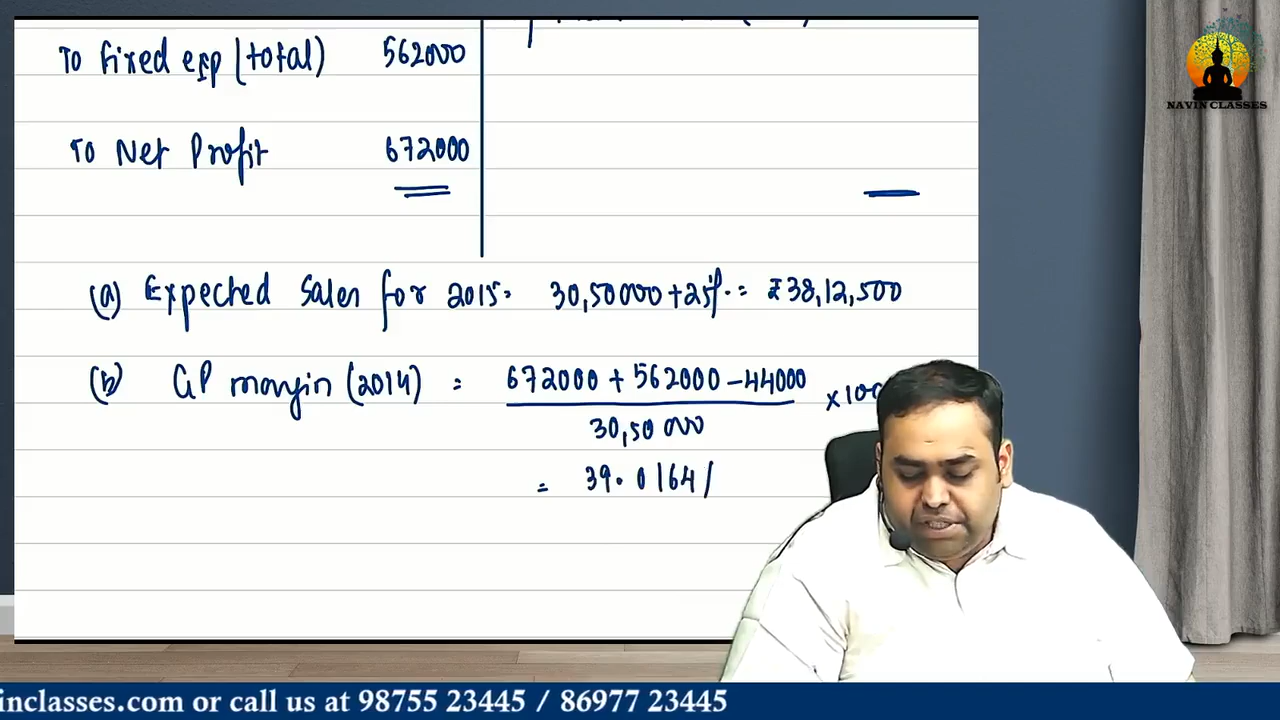 To fixed exp (total) 562000
To Net Profit 672000
(a) Expected Sales for 2015 = 30,50000 + 25% = ₹38,12,500
(b) GP margin (2014) = 672000 + 562000 - 44000 × 100
30,50 000
= 39.0164/
NAVIN CLASSES
inclasses.com or call us at 98755 23445 / 86977 23445